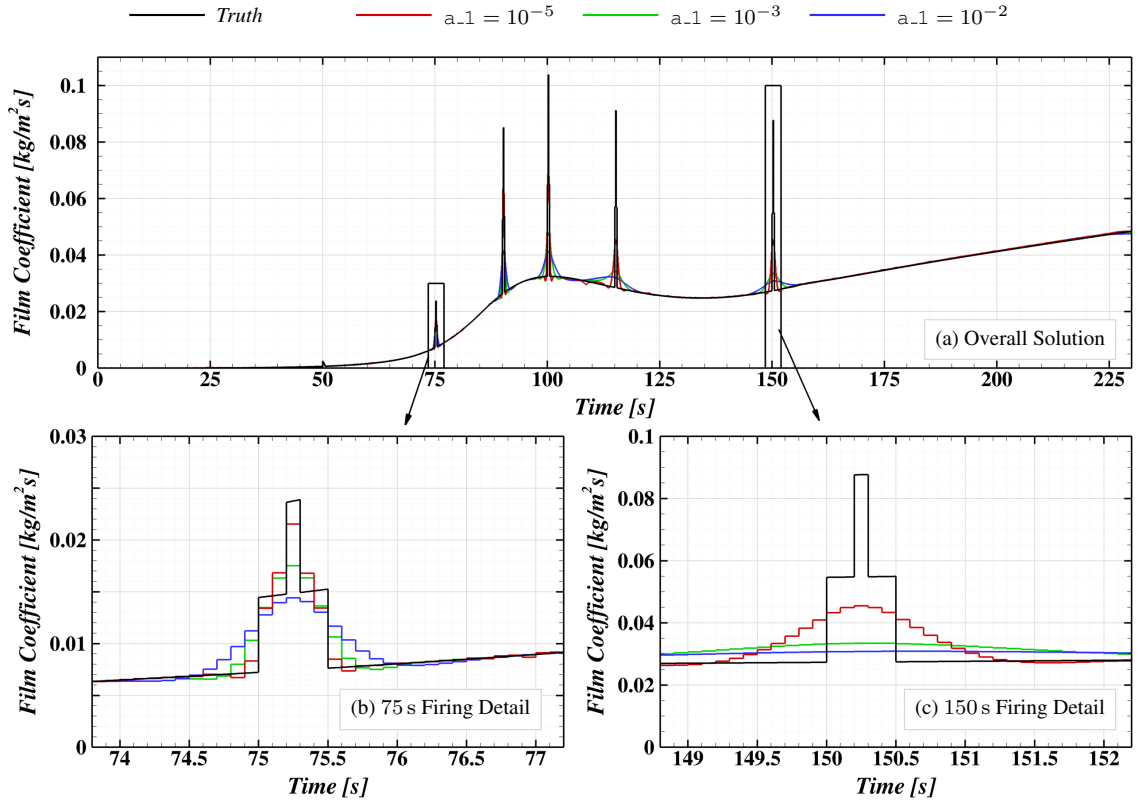 Truth a_1 = 10^{-5} a_1 = 10^{-3} a_1 = 10^{-2}
Film Coefficient [kg/m²s]
0.1
0.08
0.06
0.04
0.02
0
(a) Overall Solution
0 25 50 75 100 125 150 175 200 225
Time [s]
Film Coefficient [kg/m²s]
0.03
0.02
0.01
0
(b) 75 s Firing Detail
74 74.5 75 75.5 76 76.5 77
Time [s]
Film Coefficient [kg/m²s]
0.1
0.08
0.06
0.04
0.02
0
(c) 150 s Firing Detail
149 149.5 150 150.5 151 151.5 152
Time [s]